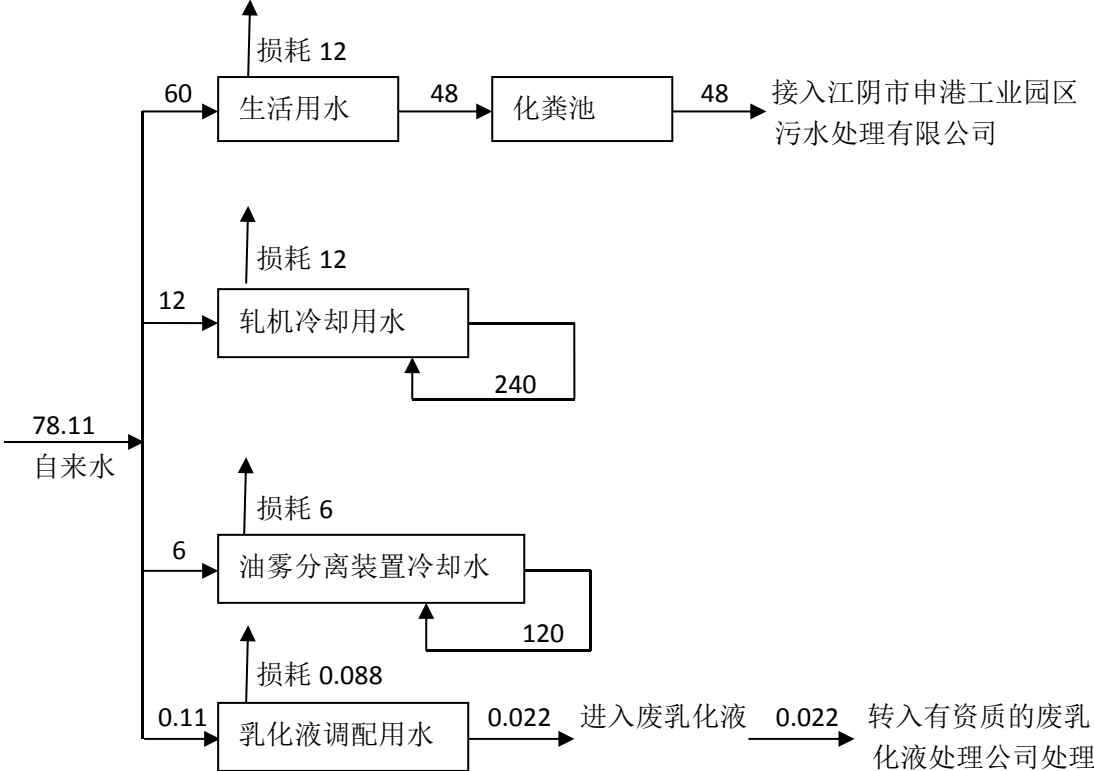 损耗 12
60
生活用水
48
化粪池
48
接入江阴市申港工业园区
污水处理有限公司
损耗 12
12
轧机冷却用水
240
78.11
自来水
损耗 6
6
油雾分离装置冷却水
120
损耗 0.088
0.11
乳化液调配用水
0.022
进入废乳化液
0.022
转入有资质的废乳
化液处理公司处理